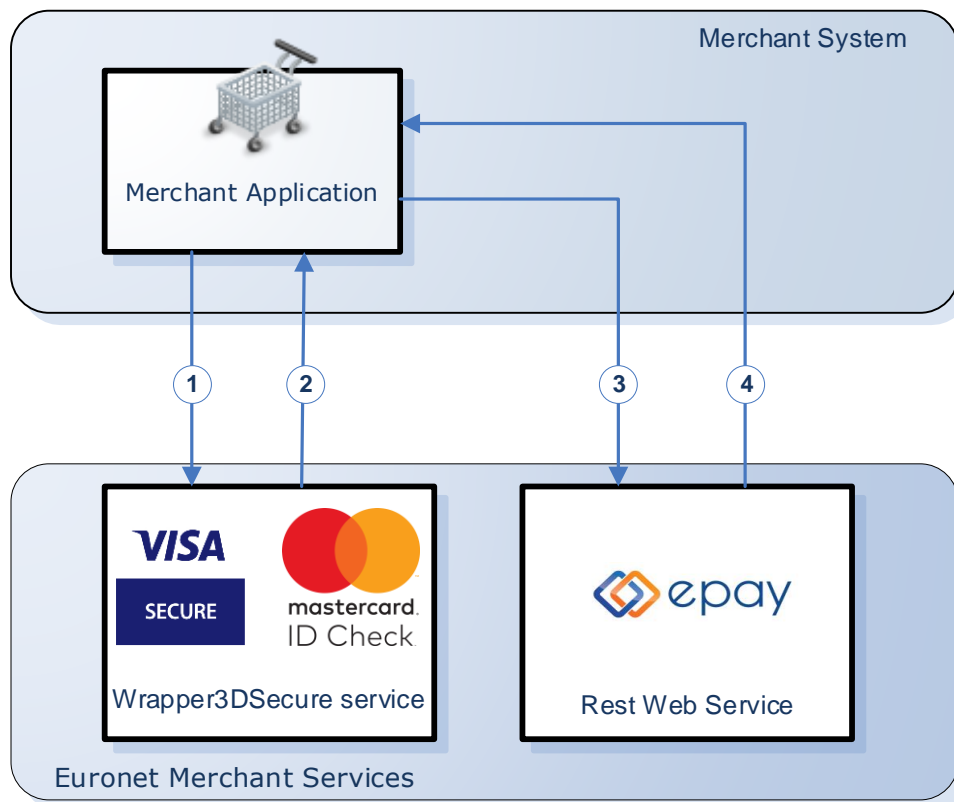 Merchant System
Merchant Application
1
2
3
4
VISA
SECURE
mastercard.
ID Check
epay
Wrapper3DSecure service
Rest Web Service
Euronet Merchant Services